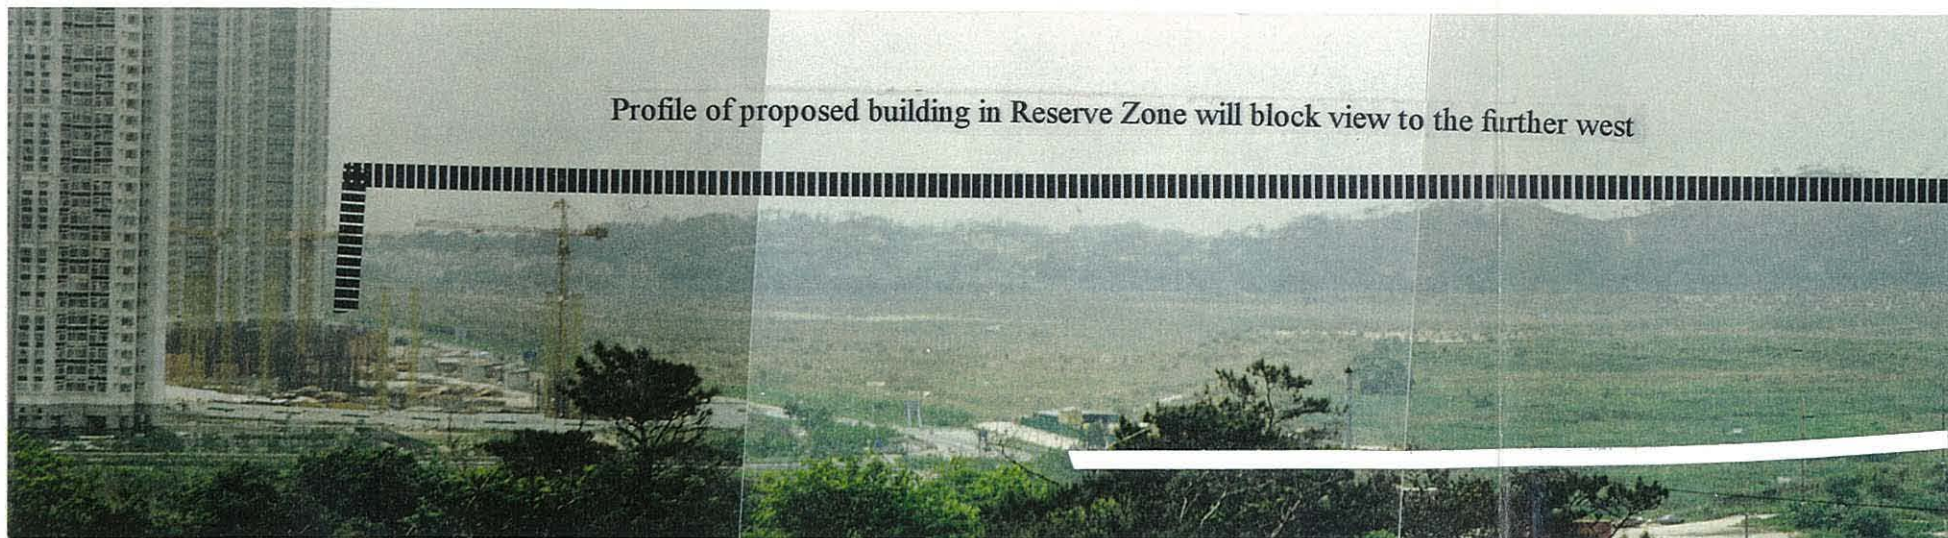 Profile of proposed building in Reserve Zone will block view to the further west